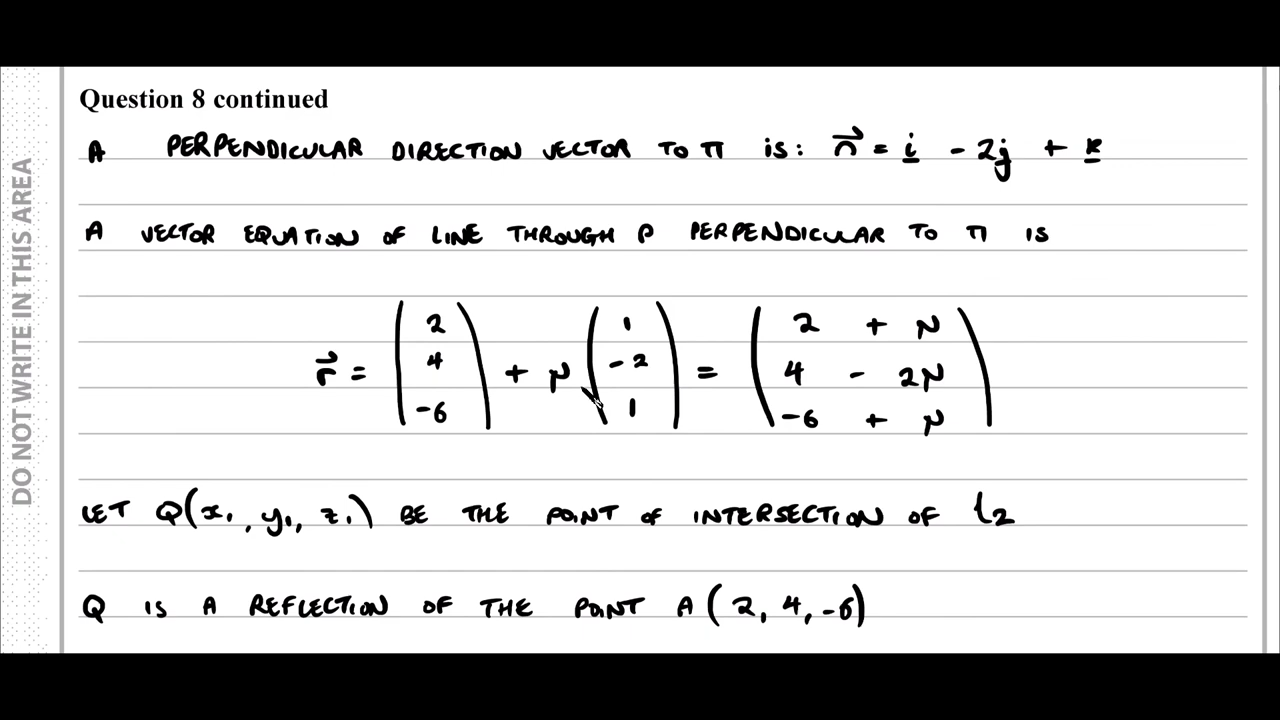 Question 8 continued
A PERPENDICULAR DIRECTION VECTOR TO Π IS: n⃗ = i - 2j + k
A VECTOR EQUATION OF LINE THROUGH P PERPENDICULAR TO Π IS
r⃗ = (2, 4, -6) + μ (1, -2, 1) = (2 + μ, 4 - 2μ, -6 + μ)
LET Q(x₁, y₁, z₁) BE THE POINT OF INTERSECTION OF l₂
Q IS A REFLECTION OF THE POINT A (2, 4, -6)
DO NOT WRITE IN THIS AREA